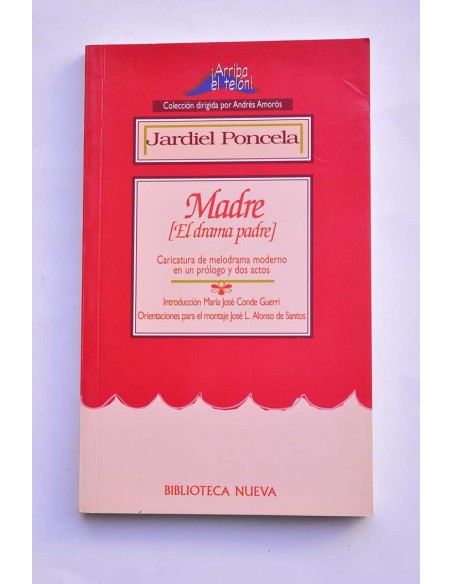 ¡Arriba
el telón!
Colección dirigida por Andrés Amorós
Jardiel Poncela
Madre
[El drama padre]
Caricatura de melodrama moderno
en un prólogo y dos actos
Introducción María José Conde Guerri
Orientaciones para el montaje José L. Alonso de Santos
BIBLIOTECA NUEVA